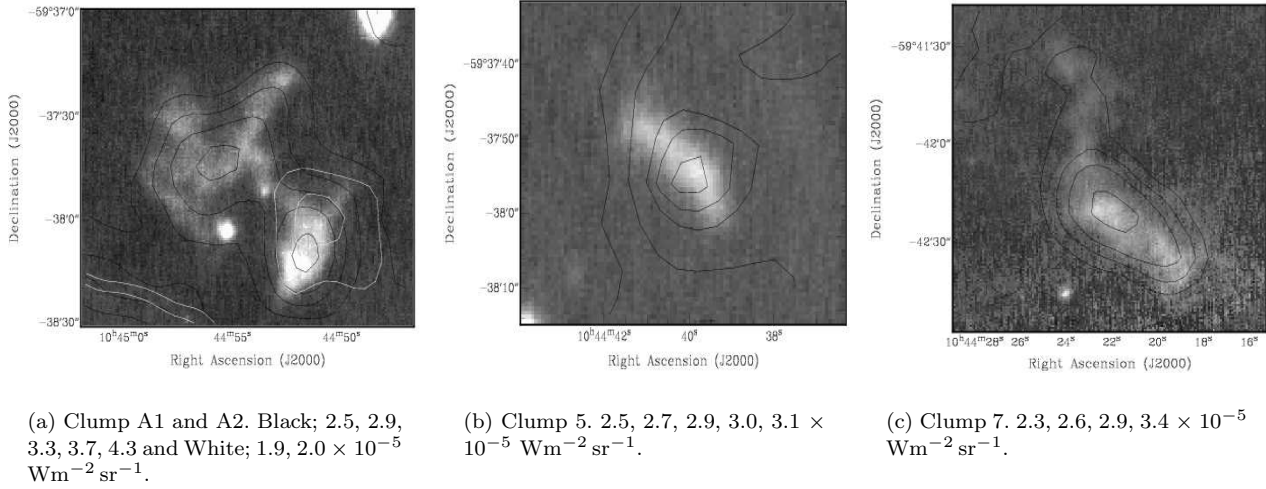 −59°37′0″
−37′30″
−38′0″
−38′30″
Declination (J2000)
10ʰ45ᵐ0ˢ 44ᵐ55ˢ 44ᵐ50ˢ
Right Ascension (J2000)
−59°37′40″
−37′50″
−38′0″
−38′10″
Declination (J2000)
10ʰ44ᵐ42ˢ 40ˢ 38ˢ
Right Ascension (J2000)
−59°41′30″
−42′0″
−42′30″
Declination (J2000)
10ʰ44ᵐ28ˢ 26ˢ 24ˢ 22ˢ 20ˢ 18ˢ 16ˢ
Right Ascension (J2000)
(a) Clump A1 and A2. Black; 2.5, 2.9,
3.3, 3.7, 4.3 and White; 1.9, 2.0 × 10⁻⁵
Wm⁻² sr⁻¹.
(b) Clump 5. 2.5, 2.7, 2.9, 3.0, 3.1 ×
10⁻⁵ Wm⁻² sr⁻¹.
(c) Clump 7. 2.3, 2.6, 2.9, 3.4 × 10⁻⁵
Wm⁻² sr⁻¹.